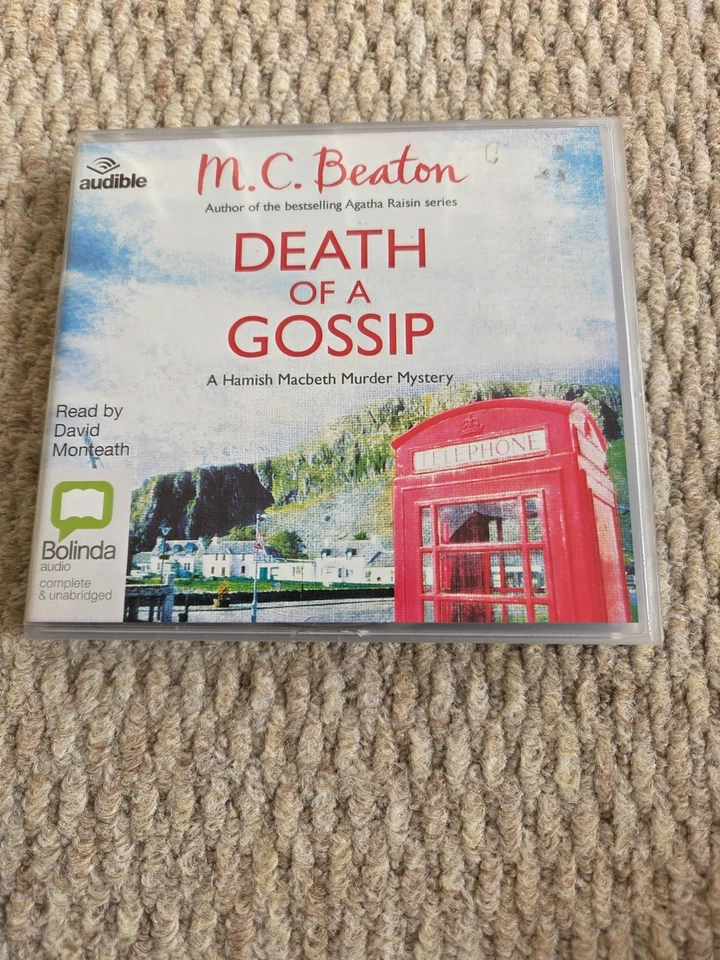 audible
M.C. Beaton
Author of the bestselling Agatha Raisin series
DEATH
OF A
GOSSIP
A Hamish Macbeth Murder Mystery
Read by
David
Monteath
TELEPHONE
Bolinda
audio
complete
& unabridged